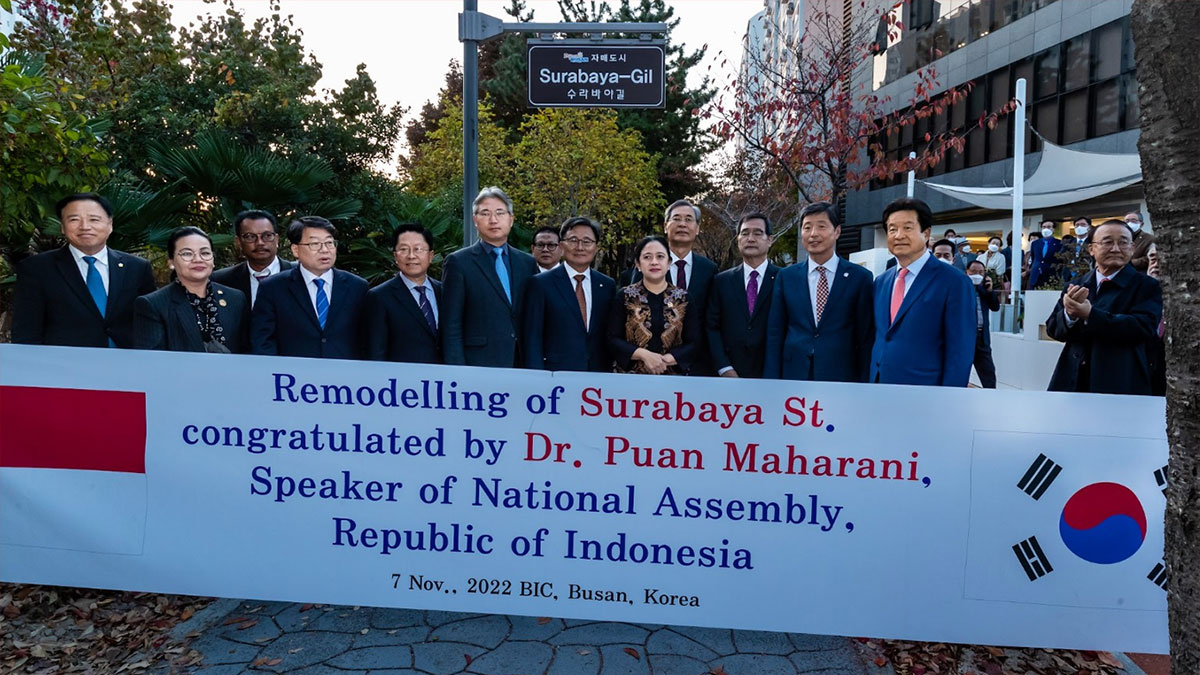 자매도시
Surabaya-Gil
수라바야길
Remodelling of Surabaya St.
congratulated by Dr. Puan Maharani,
Speaker of National Assembly,
Republic of Indonesia
7 Nov., 2022 BIC, Busan, Korea